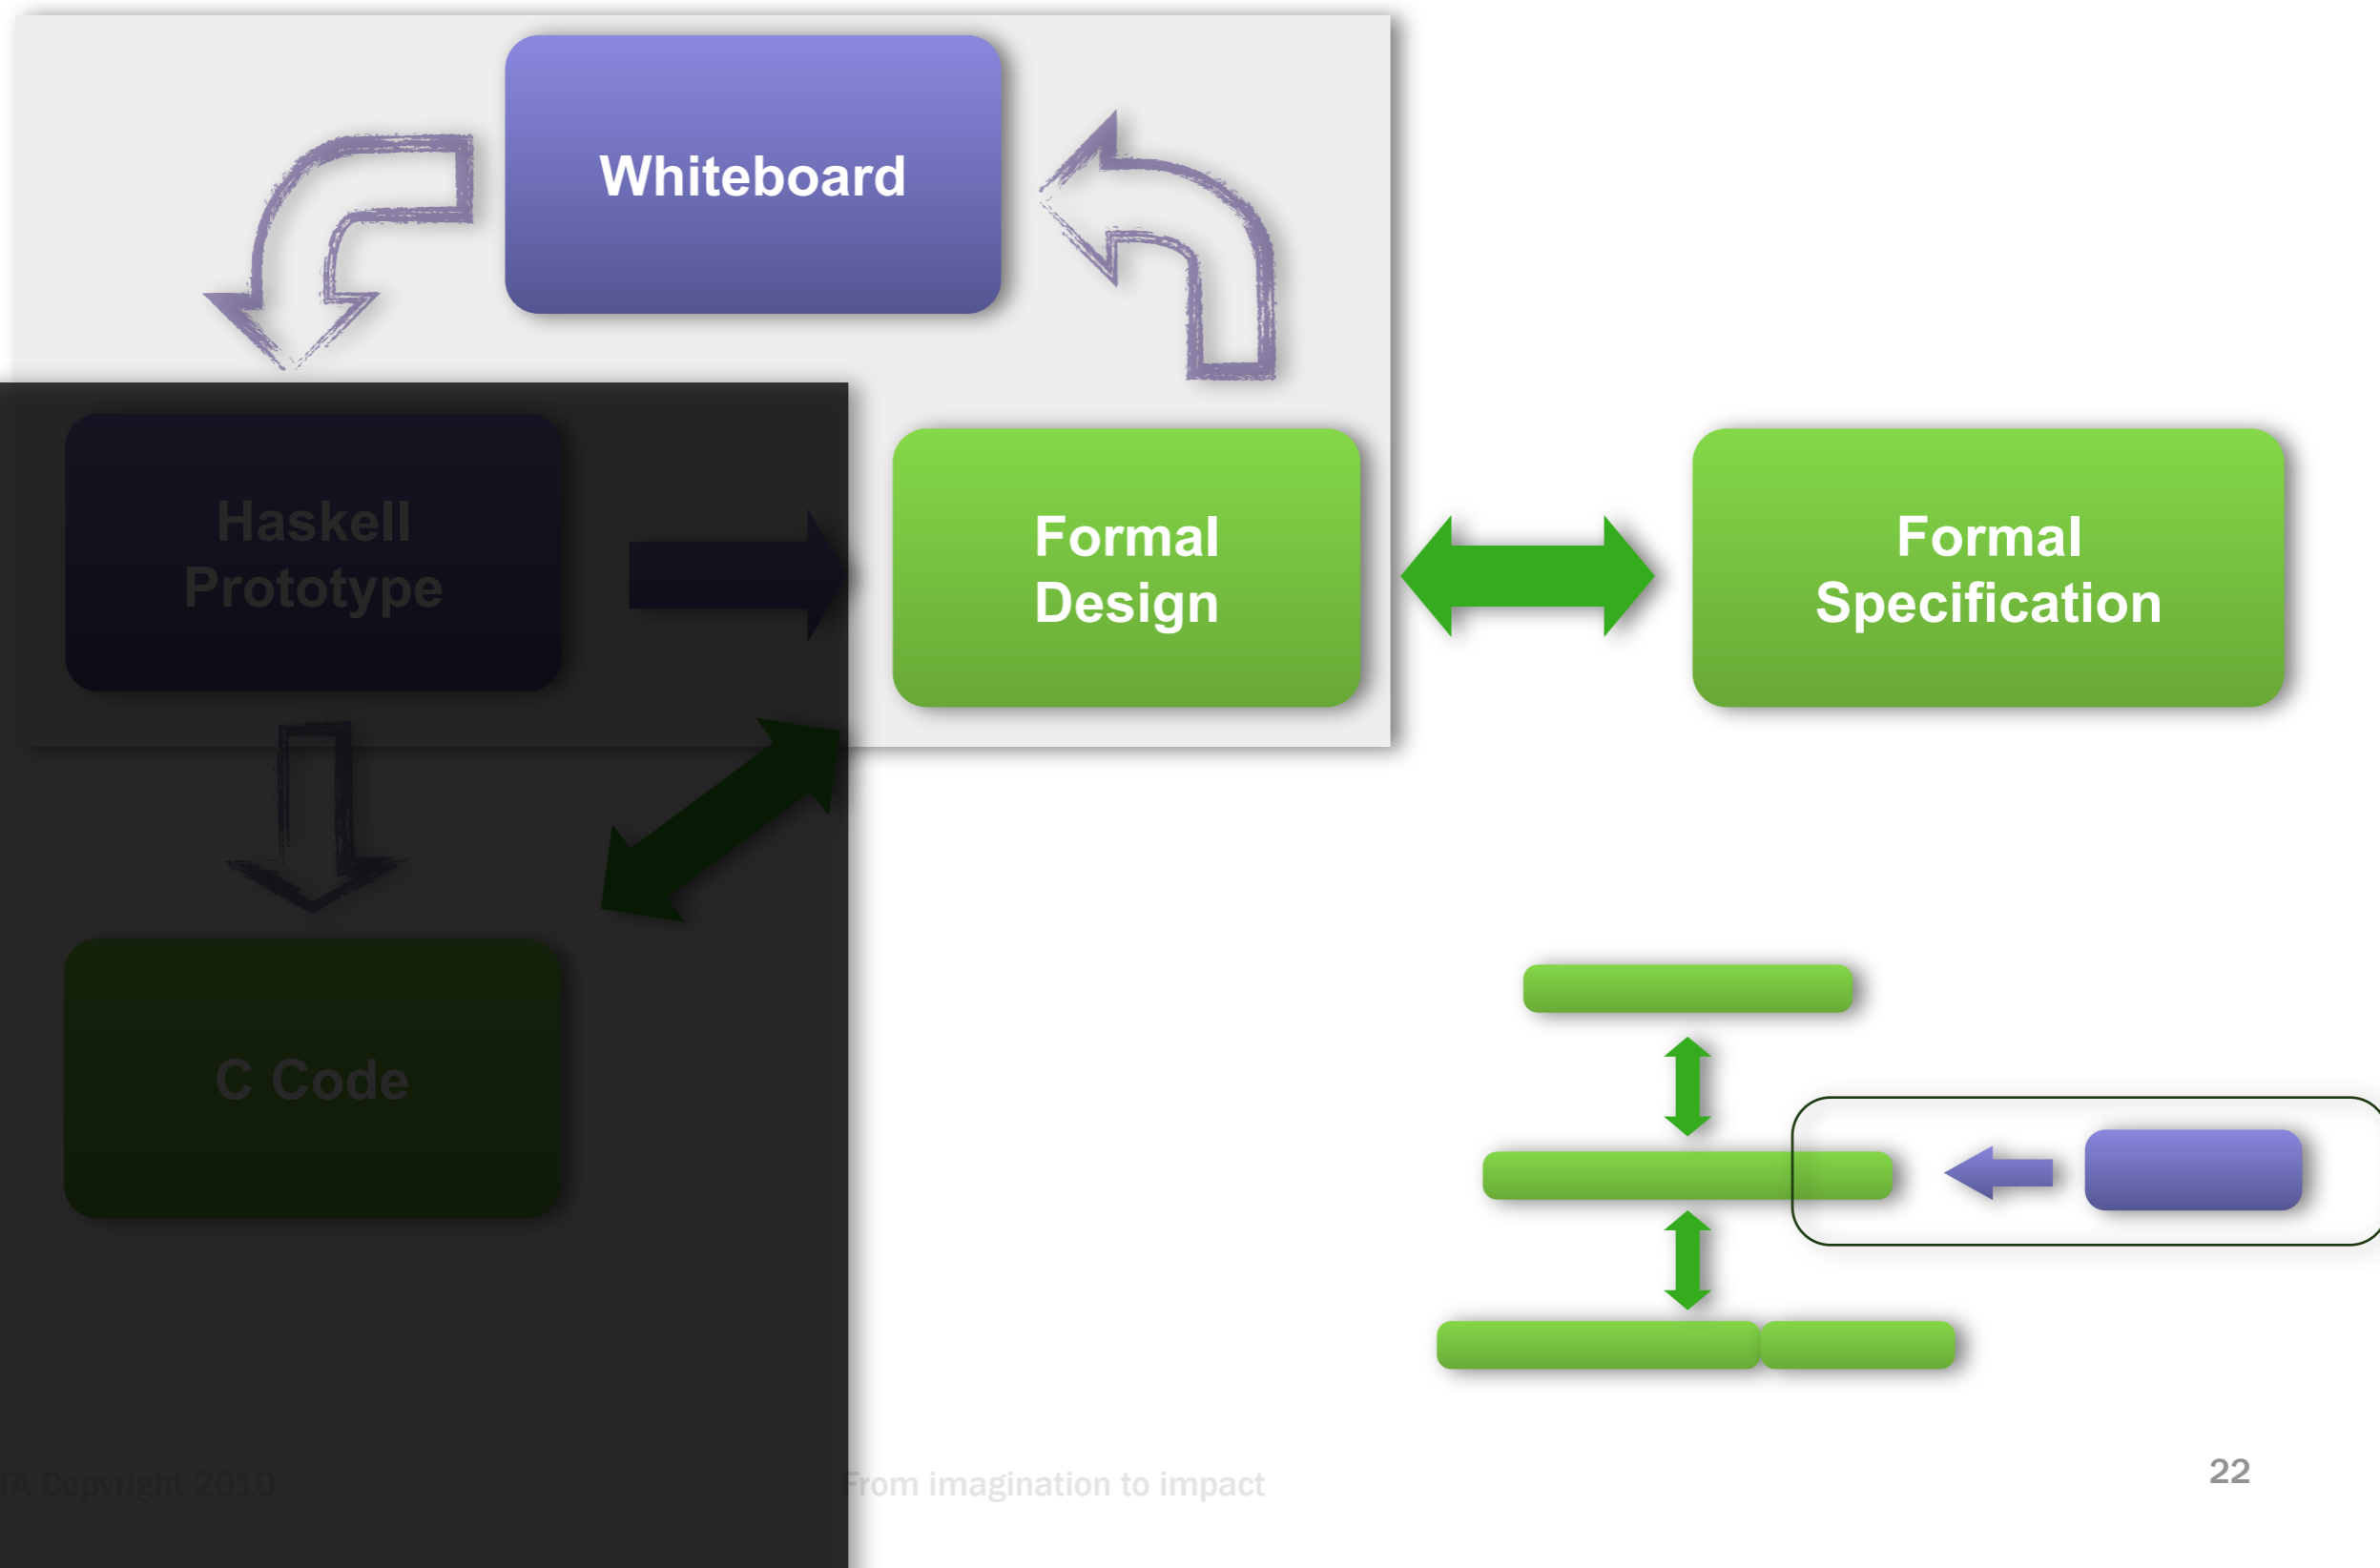 Whiteboard
Haskell
Prototype
Formal
Design
Formal
Specification
C Code
TA Copyright 2010
From imagination to impact
22